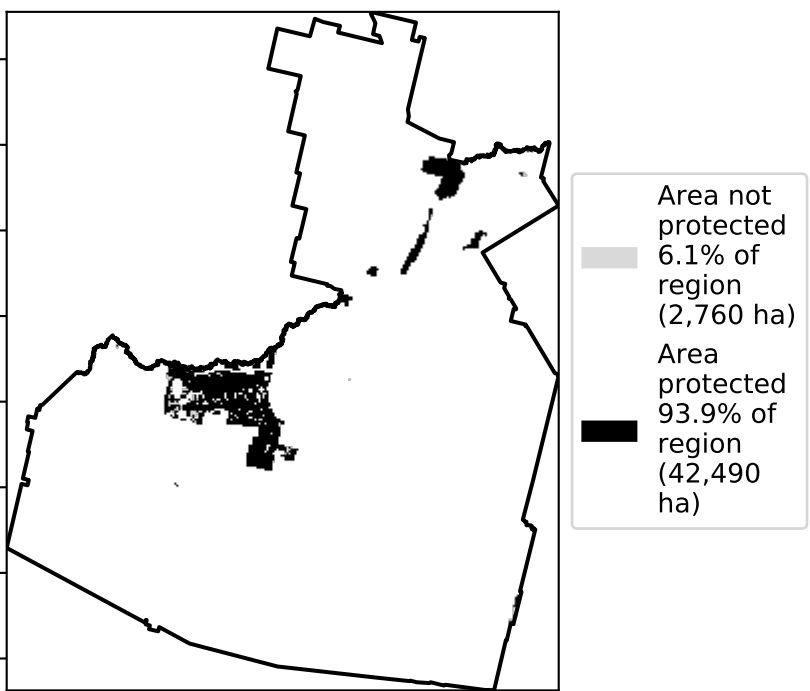 Area not
protected
6.1% of
region
(2,760 ha)
Area
protected
93.9% of
region
(42,490
ha)